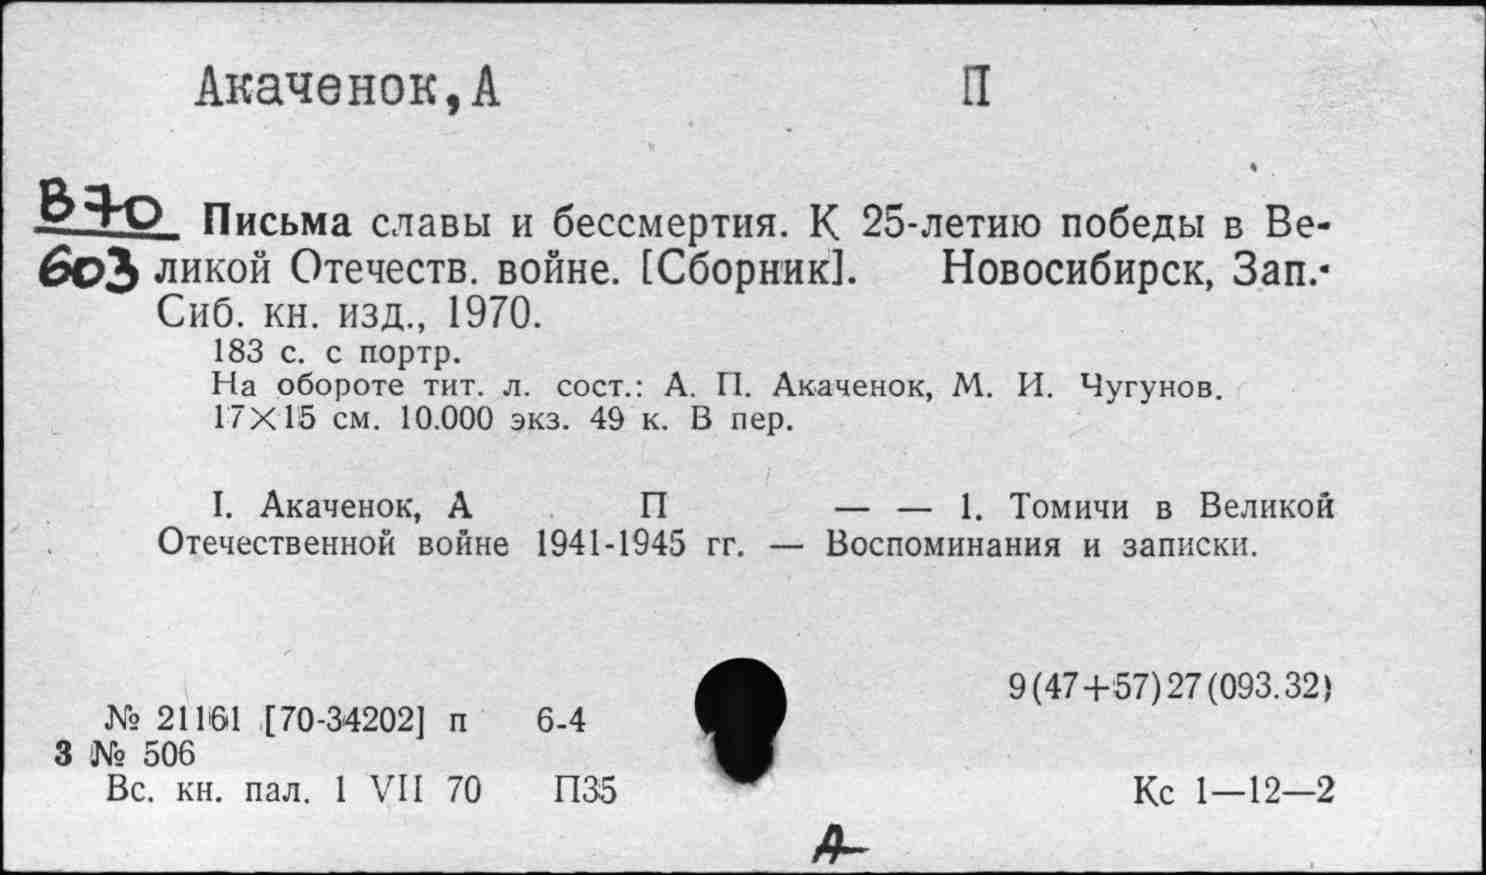 Акаченок, А П
В70 Письма славы и бессмертия. К 25-летию победы в Ве-
603 ликой Отечеств. войне. [Сборник]. Новосибирск, Зап.-
Сиб. кн. изд., 1970.
183 с. с портр.
На обороте тит. л. сост.: А. П. Акаченок, М. И. Чугунов.
17X15 см. 10.000 экз. 49 к. В пер.
I. Акаченок, А П — — 1. Томичи в Великой
Отечественной войне 1941-1945 гг. — Воспоминания и записки.
9(47+57)27(093.32)
№ 21161 [70-34202] п 6-4
3 № 506
Вс. кн. пал. 1 VII 70 П35 Кс 1—12—2
А-